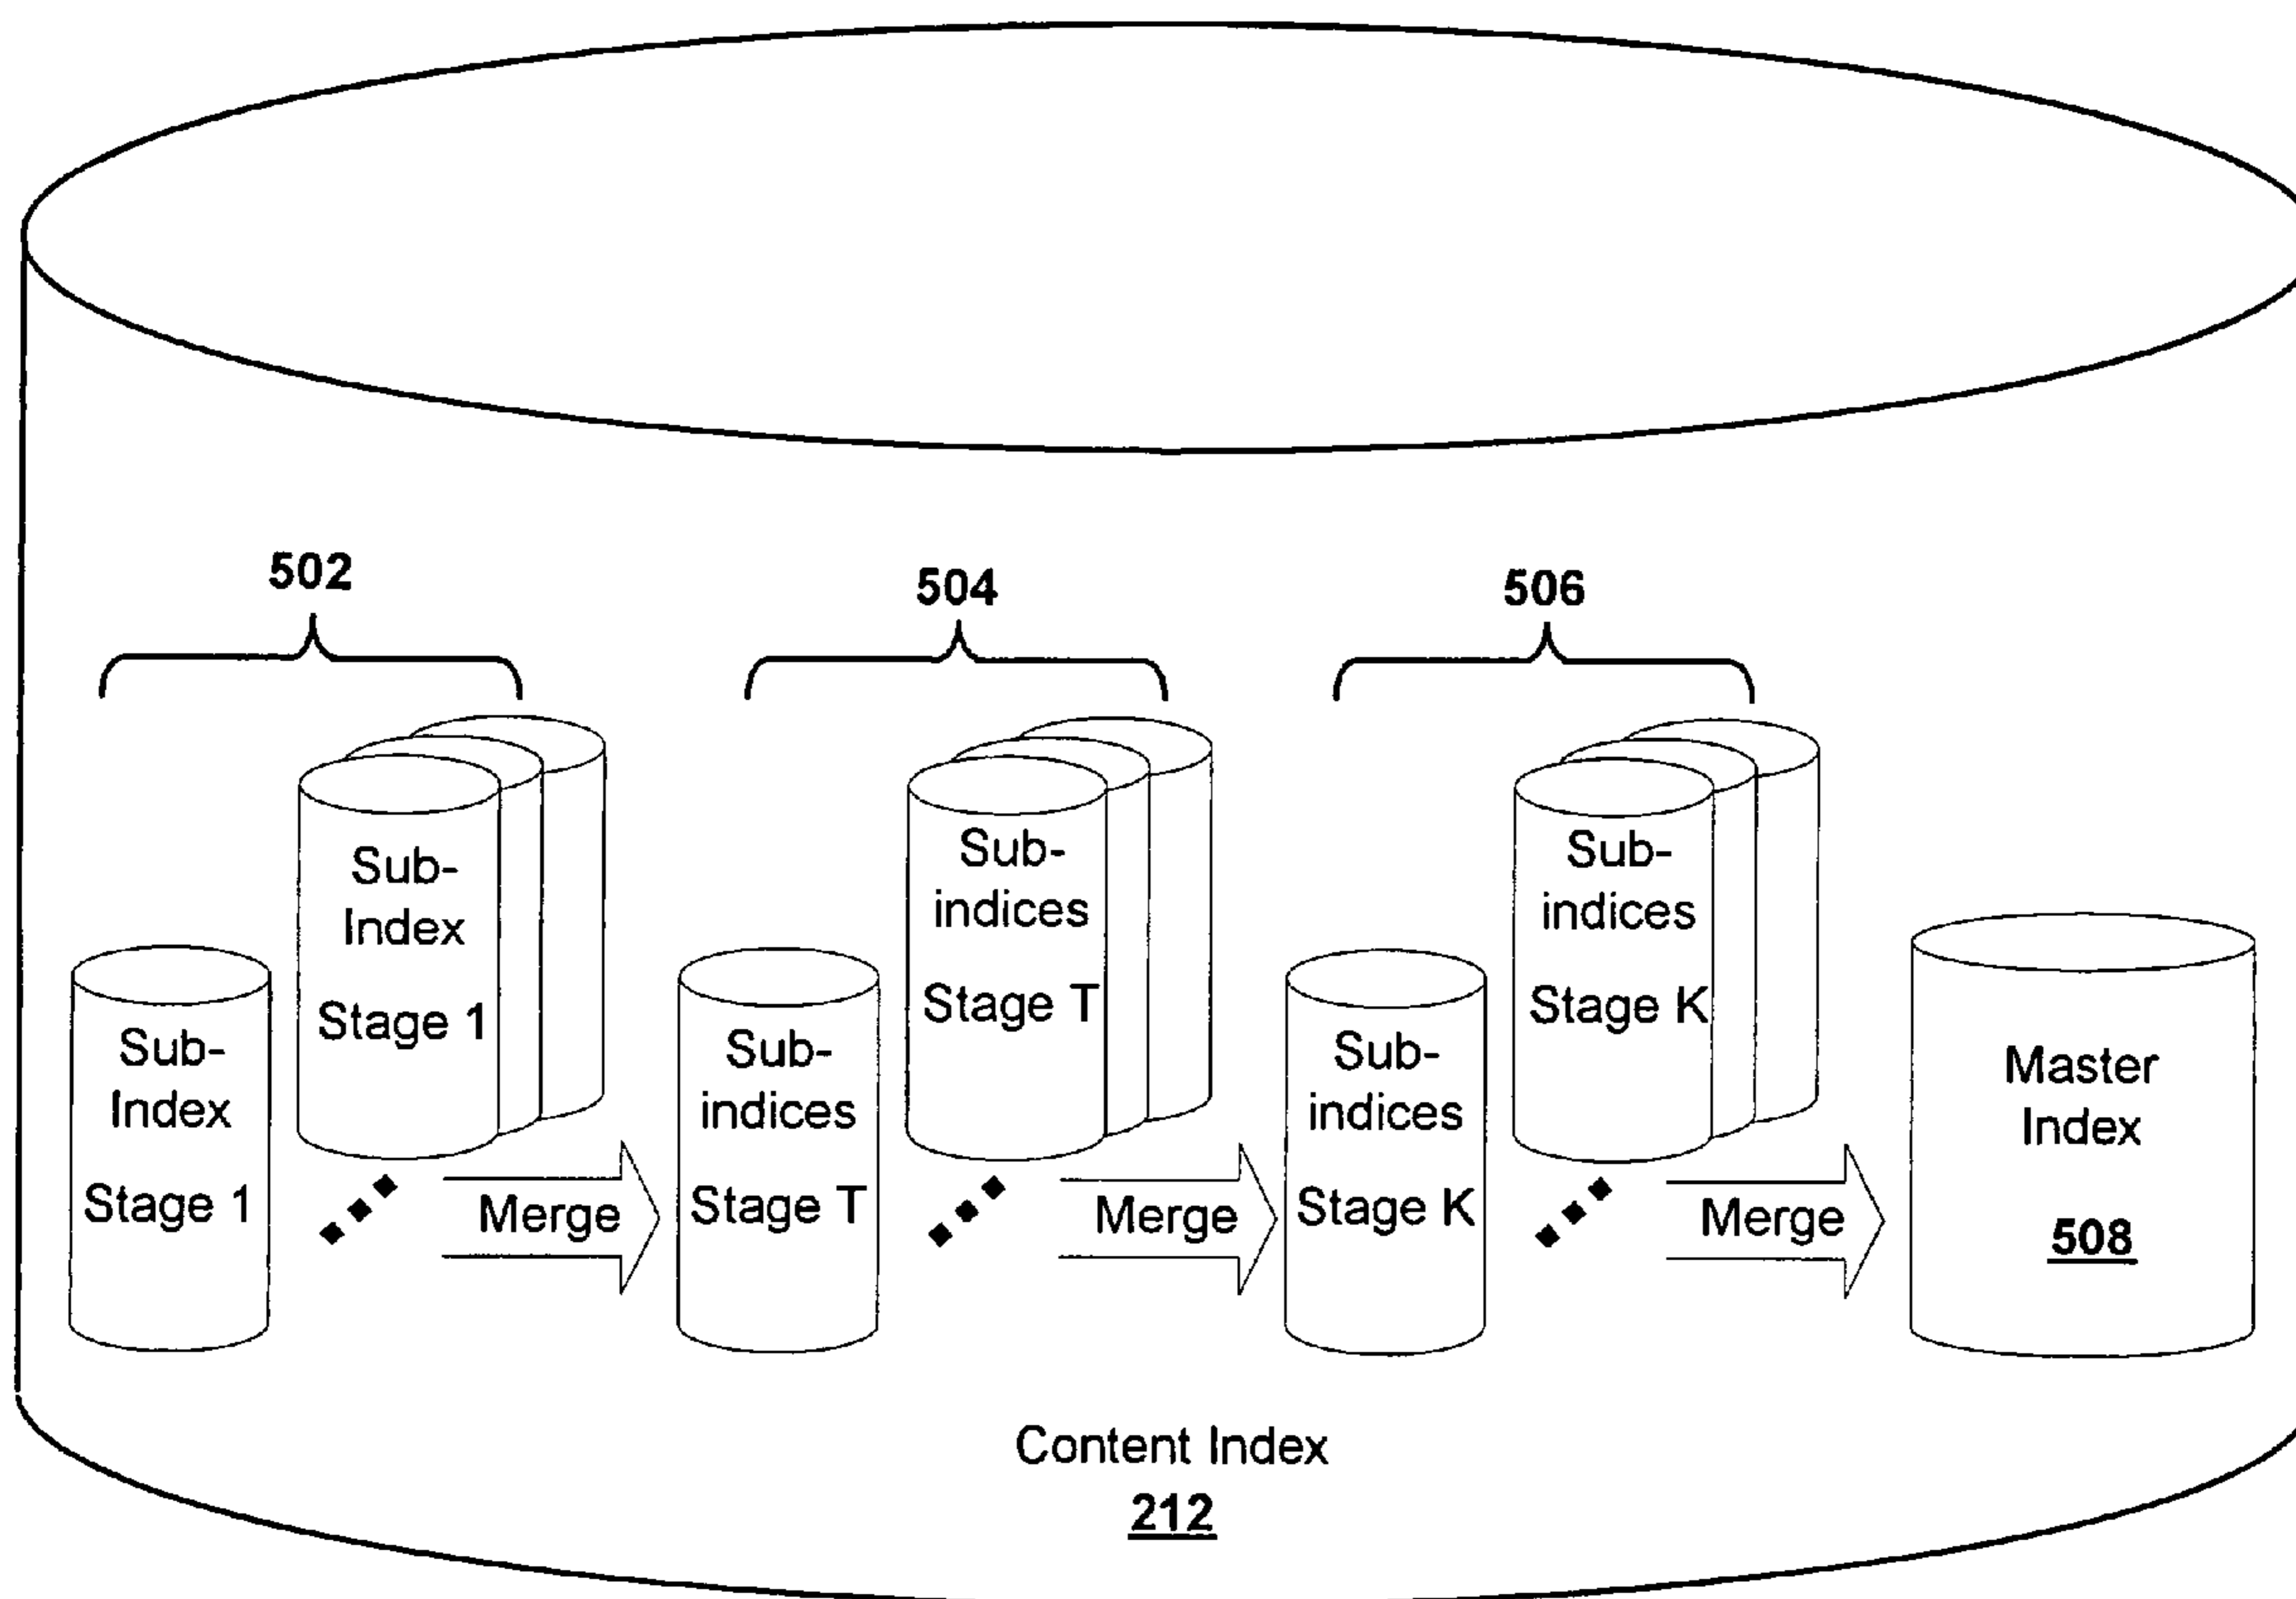 502
504
506
Sub-
Index
Stage 1
Sub-
Index
Stage 1
Merge
Sub-
indices
Stage T
Sub-
indices
Stage T
Merge
Sub-
indices
Stage K
Sub-
indices
Stage K
Merge
Master
Index
508
Content Index
212